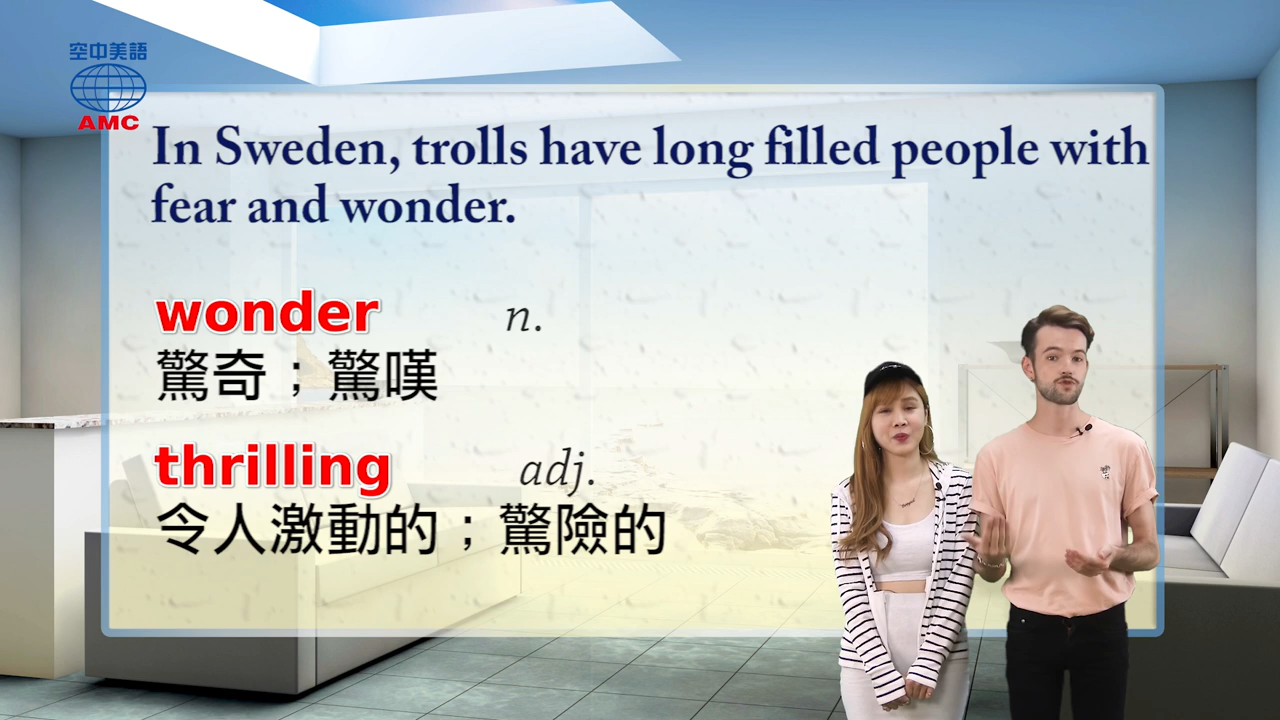 空中美語
AMC
In Sweden, trolls have long filled people with
fear and wonder.
wonder n.
驚奇；驚嘆
thrilling adj.
令人激動的；驚險的